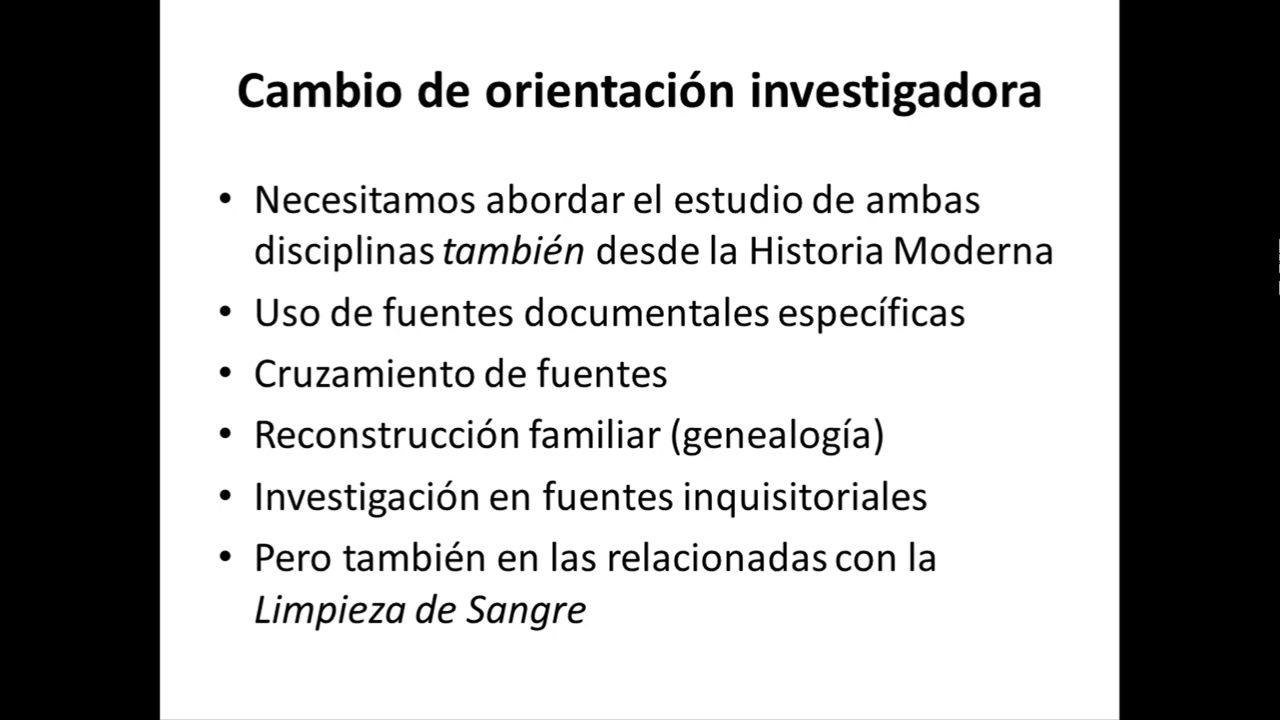 Cambio de orientación investigadora
• Necesitamos abordar el estudio de ambas
disciplinas también desde la Historia Moderna
• Uso de fuentes documentales específicas
• Cruzamiento de fuentes
• Reconstrucción familiar (genealogía)
• Investigación en fuentes inquisitoriales
• Pero también en las relacionadas con la
Limpieza de Sangre